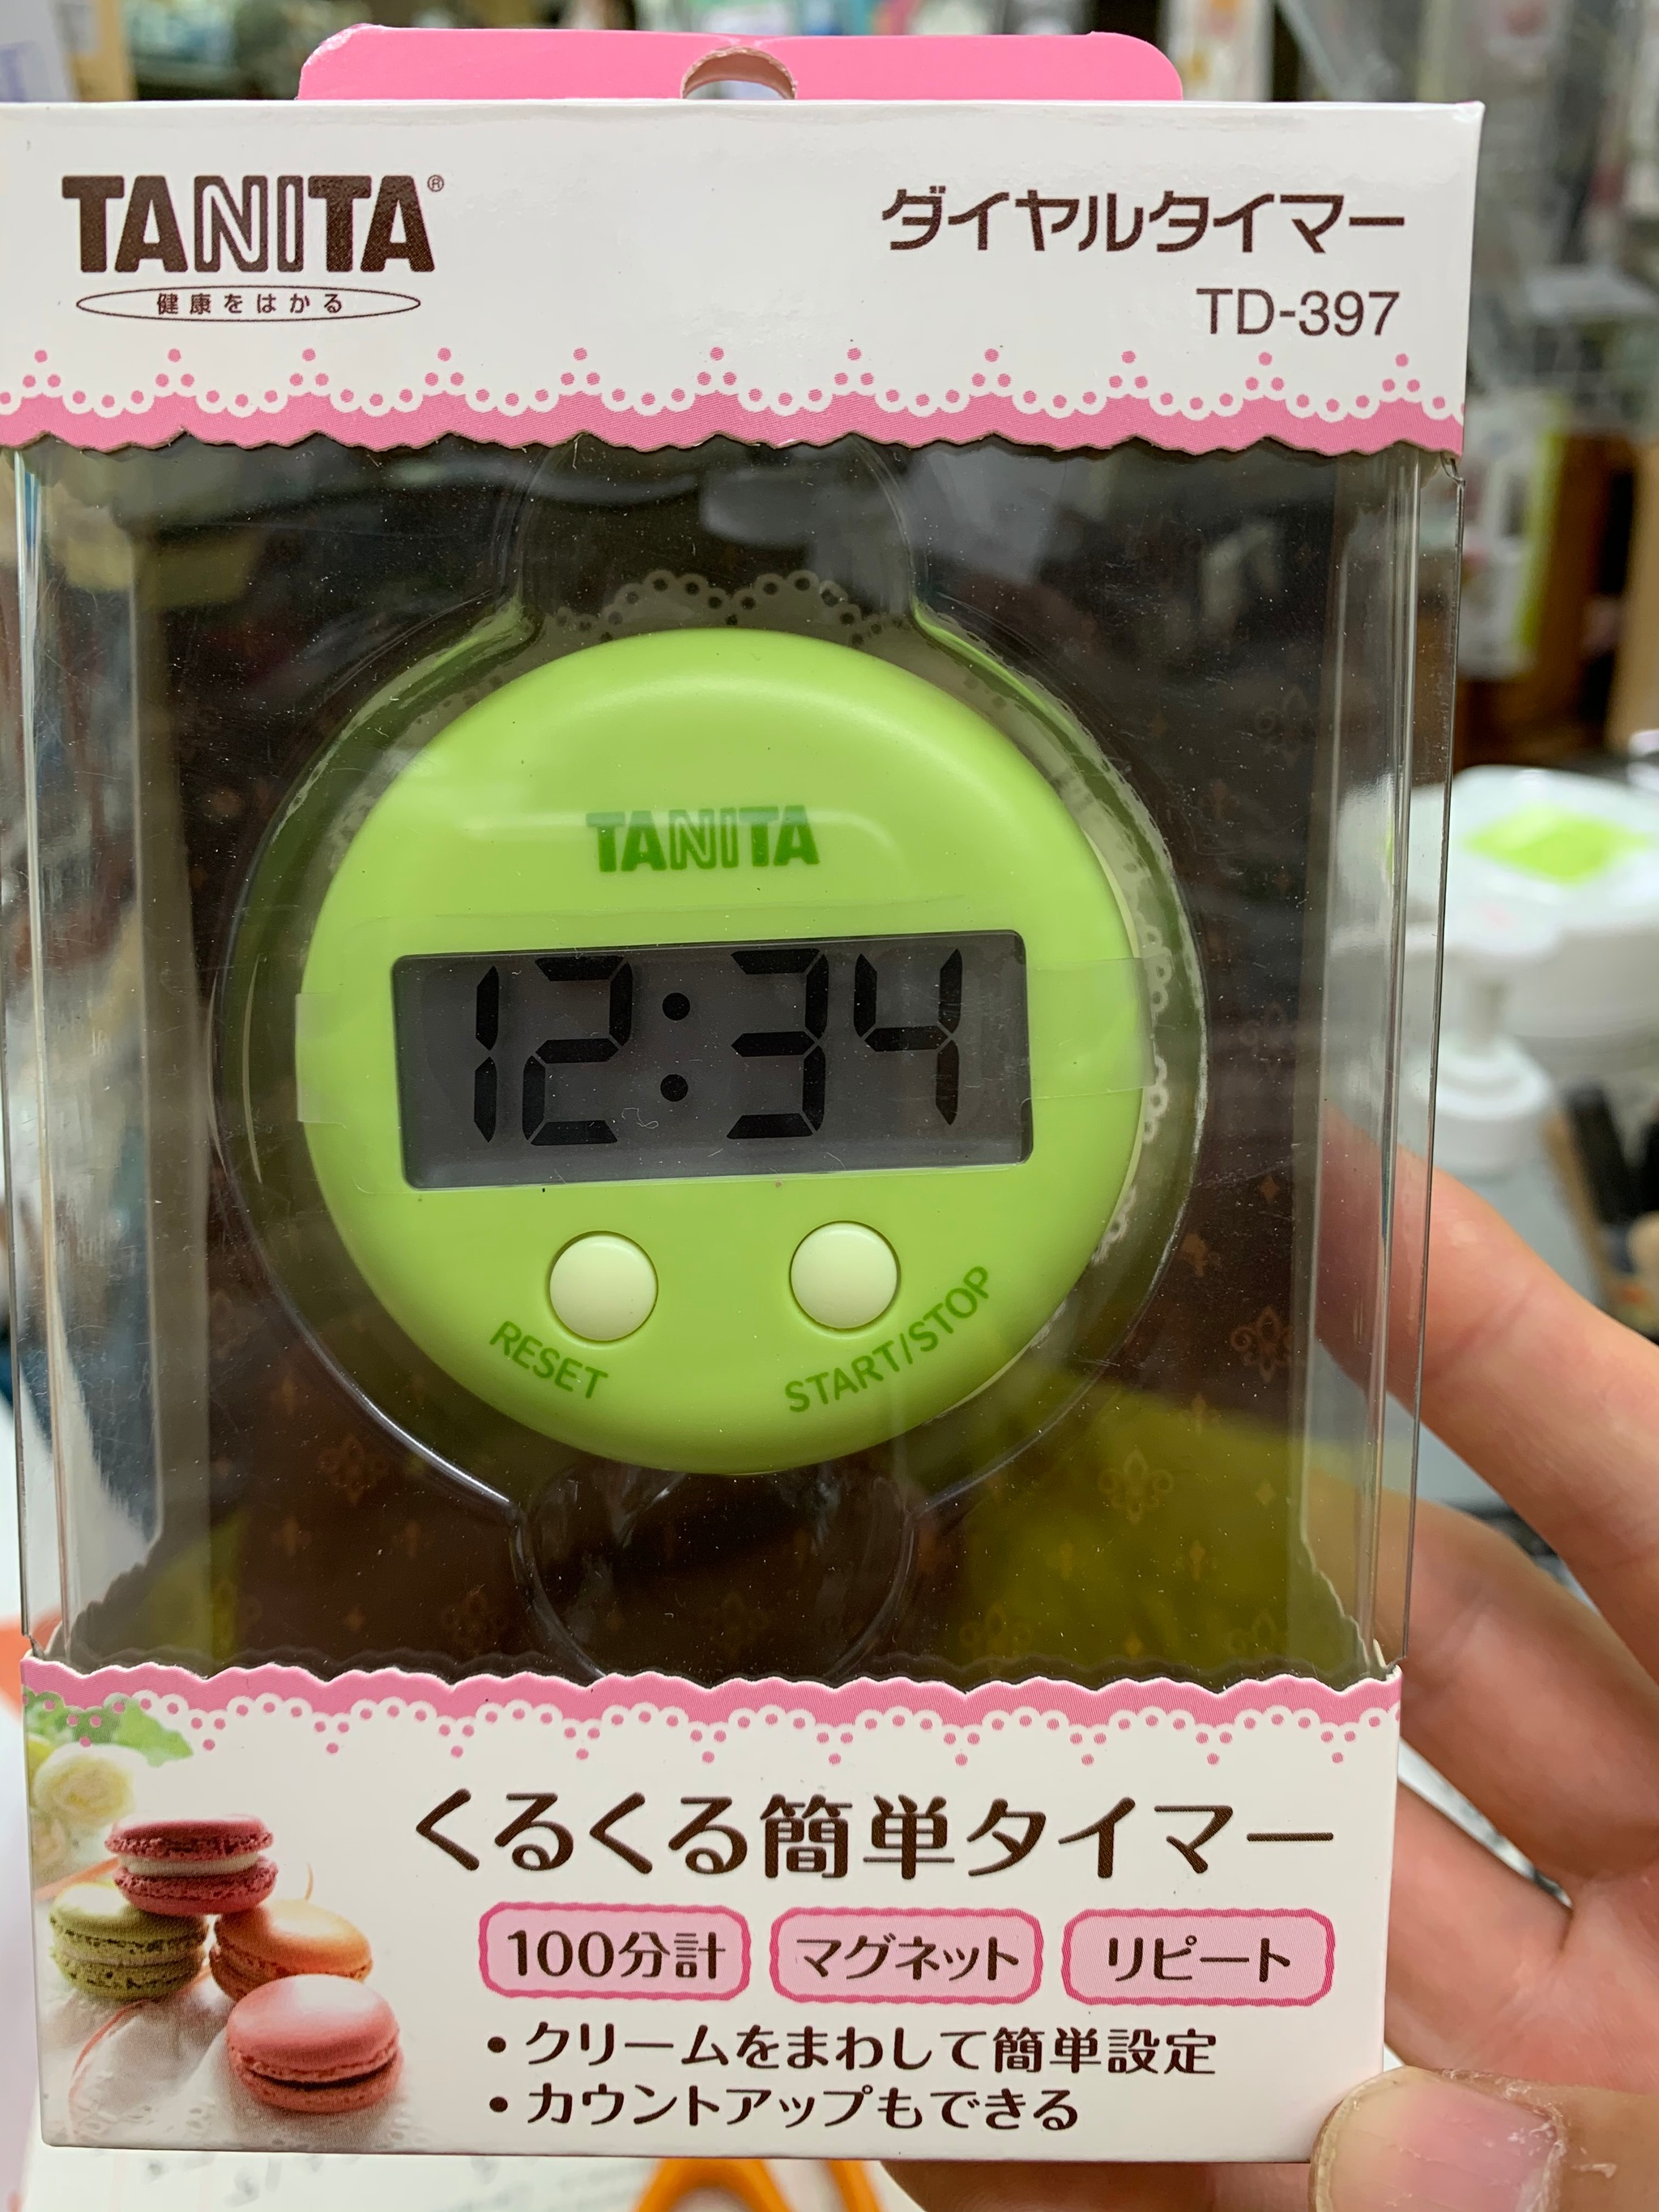 TANITA®
健康をはかる
ダイヤルタイマー
TD-397
TANITA
12:34
RESET
START/STOP
くるくる簡単タイマー
100分計 マグネット リピート
・クリームをまわして簡単設定
・カウントアップもできる